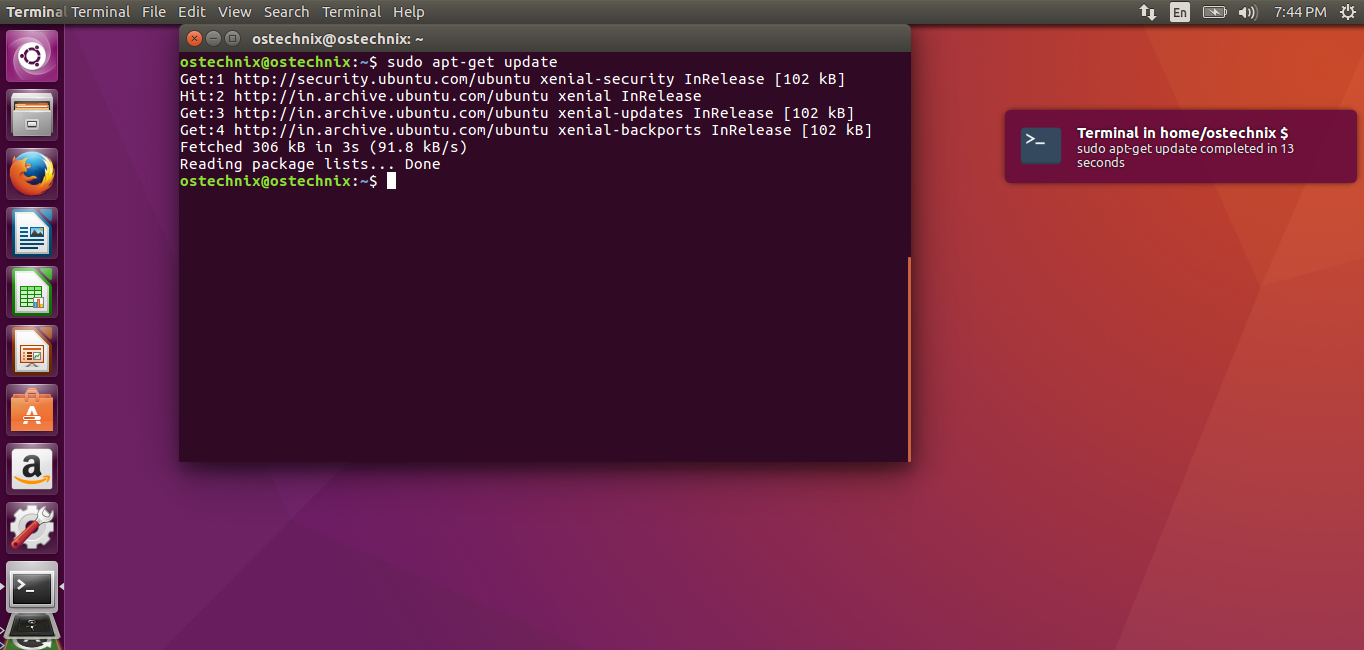 Terminal Terminal File Edit View Search Terminal Help
En 7:44 PM
ostechnix@ostechnix: ~
ostechnix@ostechnix:~$ sudo apt-get update
Get:1 http://security.ubuntu.com/ubuntu xenial-security InRelease [102 kB]
Hit:2 http://in.archive.ubuntu.com/ubuntu xenial InRelease
Get:3 http://in.archive.ubuntu.com/ubuntu xenial-updates InRelease [102 kB]
Get:4 http://in.archive.ubuntu.com/ubuntu xenial-backports InRelease [102 kB]
Fetched 306 kB in 3s (91.8 kB/s)
Reading package lists... Done
ostechnix@ostechnix:~$
Terminal in home/ostechnix $
sudo apt-get update completed in 13
seconds
A
a
>_
>_